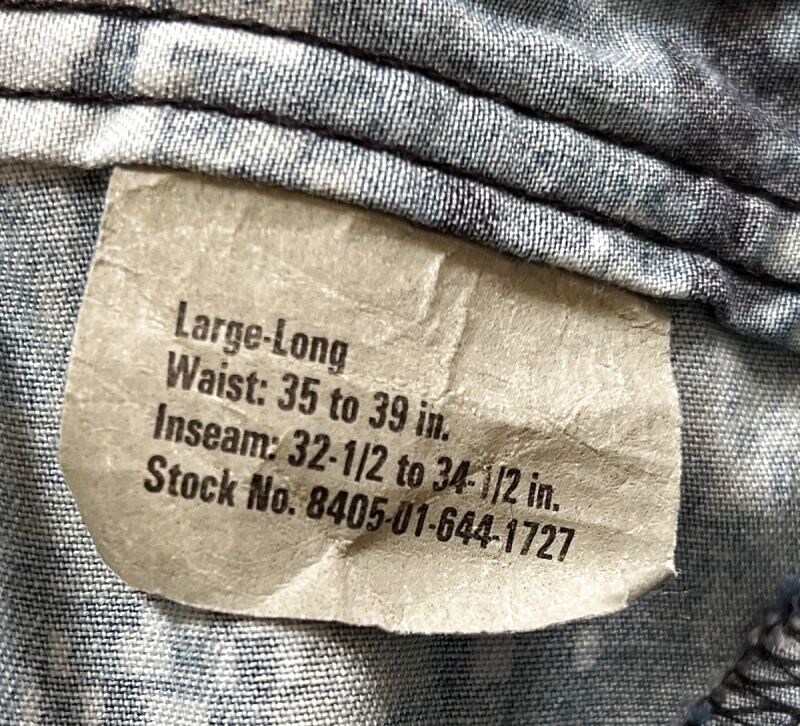 Large-Long
Waist: 35 to 39 in.
Inseam: 32-1/2 to 34-1/2 in.
Stock No. 8405-01-644-1727